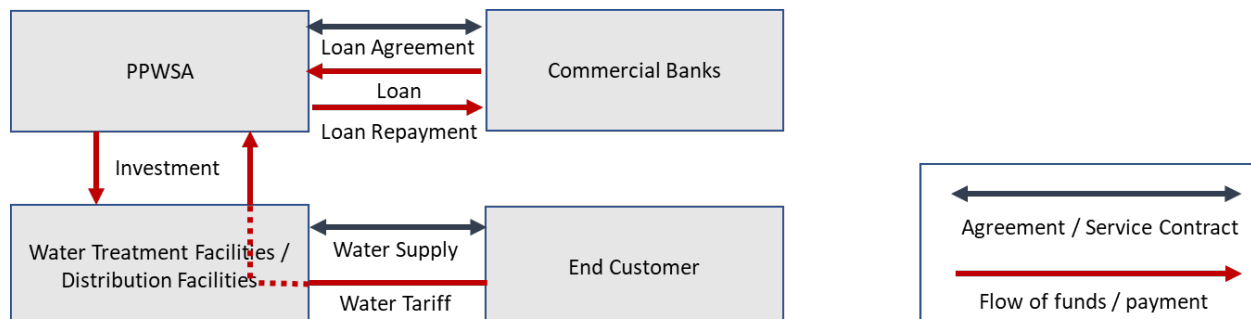 PPWSA
Loan Agreement
Loan
Loan Repayment
Commercial Banks
Investment
Water Treatment Facilities /
Distribution Facilities
Water Supply
Water Tariff
End Customer
Agreement / Service Contract
Flow of funds / payment